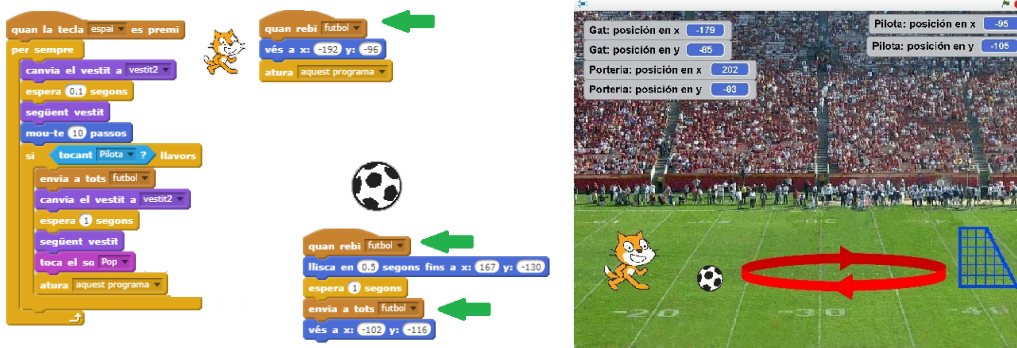 quan la tecla espai es premi
per sempre
canvia el vestit a vestit2
espera 0.1 segons
següent vestit
mou-te 10 passos
si tocant Pilota ? llavors
envia a tots futbol
canvia el vestit a vestit2
espera 1 segons
següent vestit
toca el so Pop
atura aquest programa
quan rebi futbol
vés a x: -192 y: -96
atura aquest programa
quan rebi futbol
llisca en 0.5 segons fins a x: 167 y: -130
espera 1 segons
envia a tots futbol
vés a x: -102 y: -116
Gat: posición en x -179
Gat: posición en y -85
Portería: posición en x 202
Portería: posición en y -83
Pilota: posición en x -95
Pilota: posición en y -105
-20
-30
-40